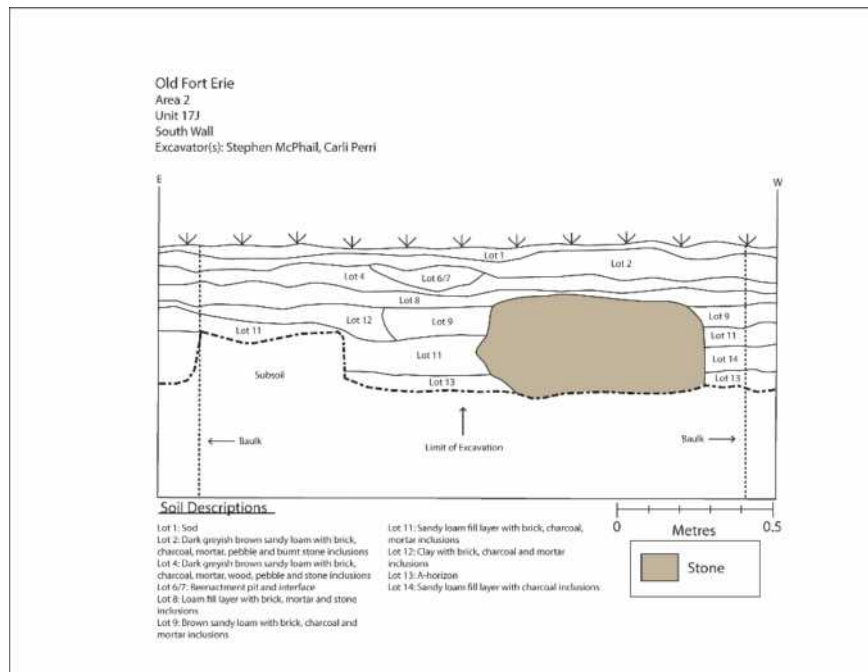 Old Fort Erie
Area 2
Unit 17J
South Wall
Excavator(s): Stephen McPhail, Carli Perri
E
W
Lot 1
Lot 2
Lot 4
Lot 6/7
Lot 8
Lot 9
Lot 12
Lot 9
Lot 11
Lot 11
Lot 11
Lot 14
Subsoil
Lot 13
Lot 13
Baulk
Limit of Excavation
Baulk
Soil Descriptions
Lot 1: Sod
Lot 2: Dark greyish brown sandy loam with brick,
charcoal, mortar, pebble and burnt stone inclusions
Lot 4: Dark greyish brown sandy loam with brick,
charcoal, mortar, wood, pebble and stone inclusions
Lot 6/7: Reenactment pit and interface
Lot 8: Loam fill layer with brick, mortar and stone
inclusions
Lot 9: Brown sandy loam with brick, charcoal and
mortar inclusions
Lot 11: Sandy loam fill layer with brick, charcoal,
mortar inclusions
Lot 12: Clay with brick, charcoal and mortar
inclusions
Lot 13: A-horizon
Lot 14: Sandy loam fill layer with charcoal inclusions
0
Metres
0.5
Stone